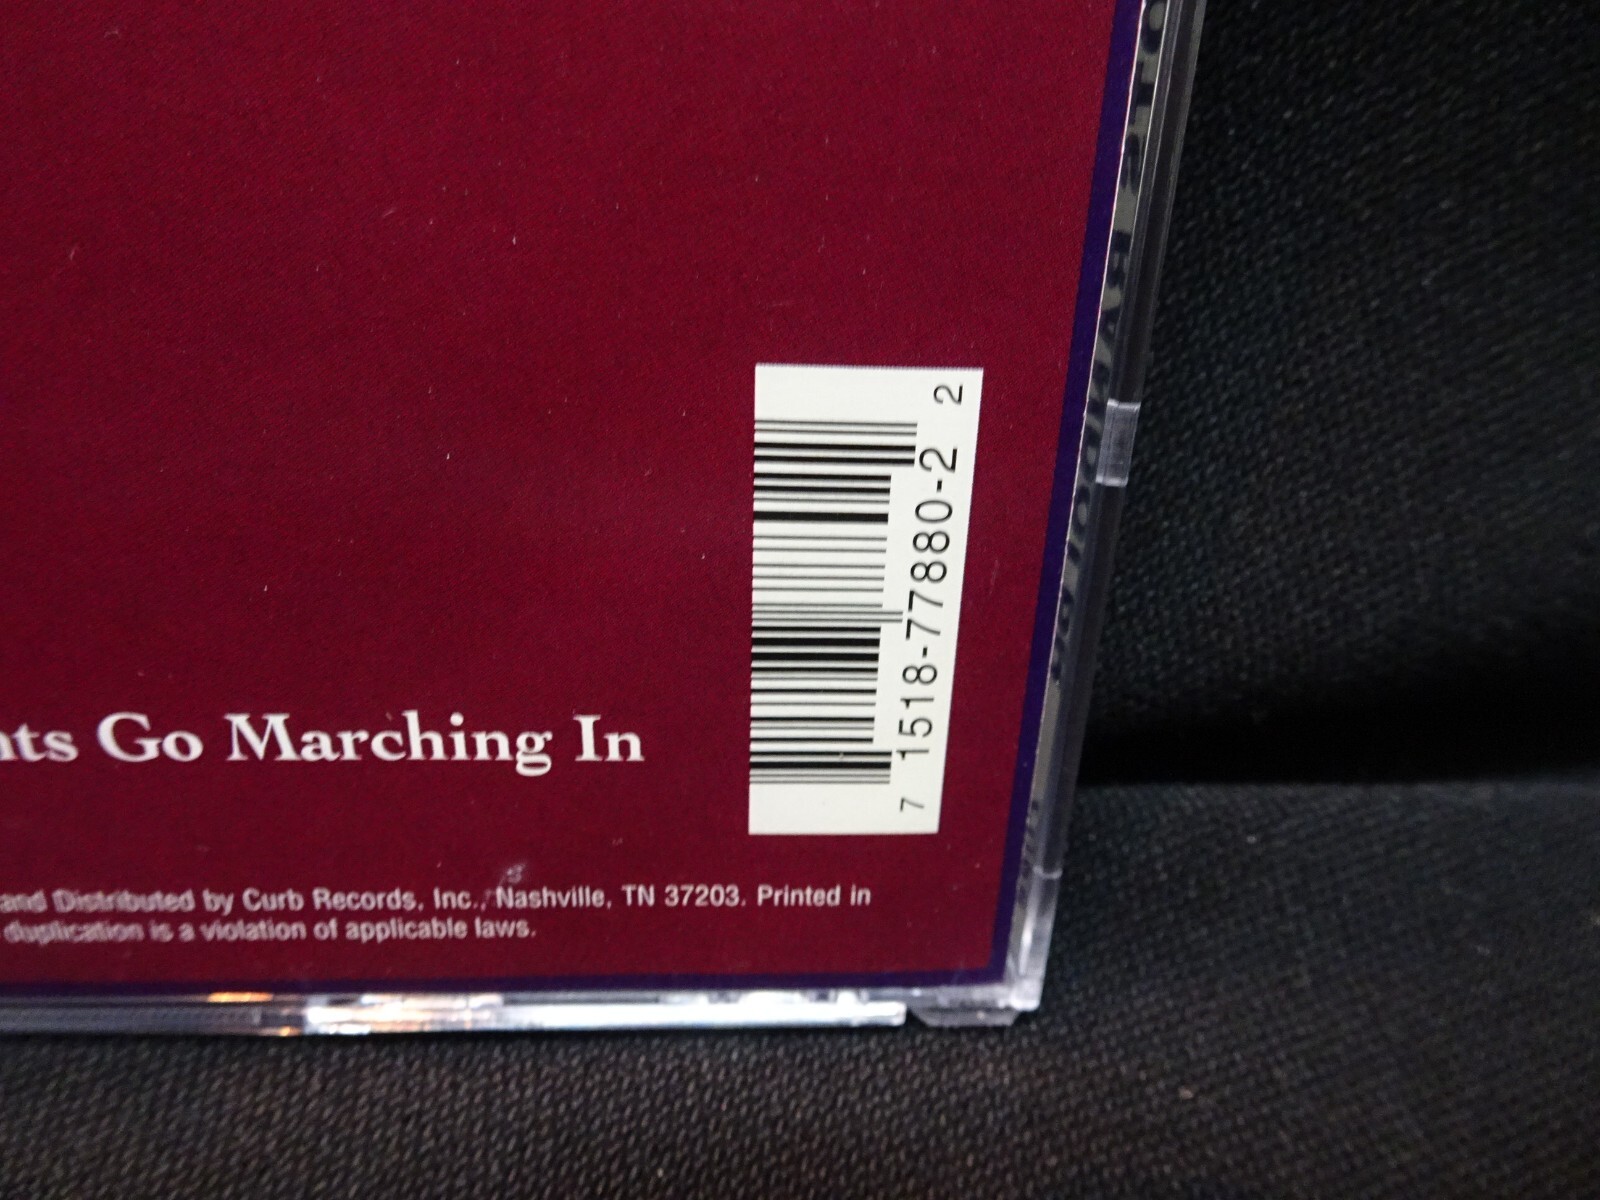 nts Go Marching In
7 1518-77880-2 2
and Distributed by Curb Records, Inc., Nashville, TN 37203. Printed in
duplication is a violation of applicable laws.